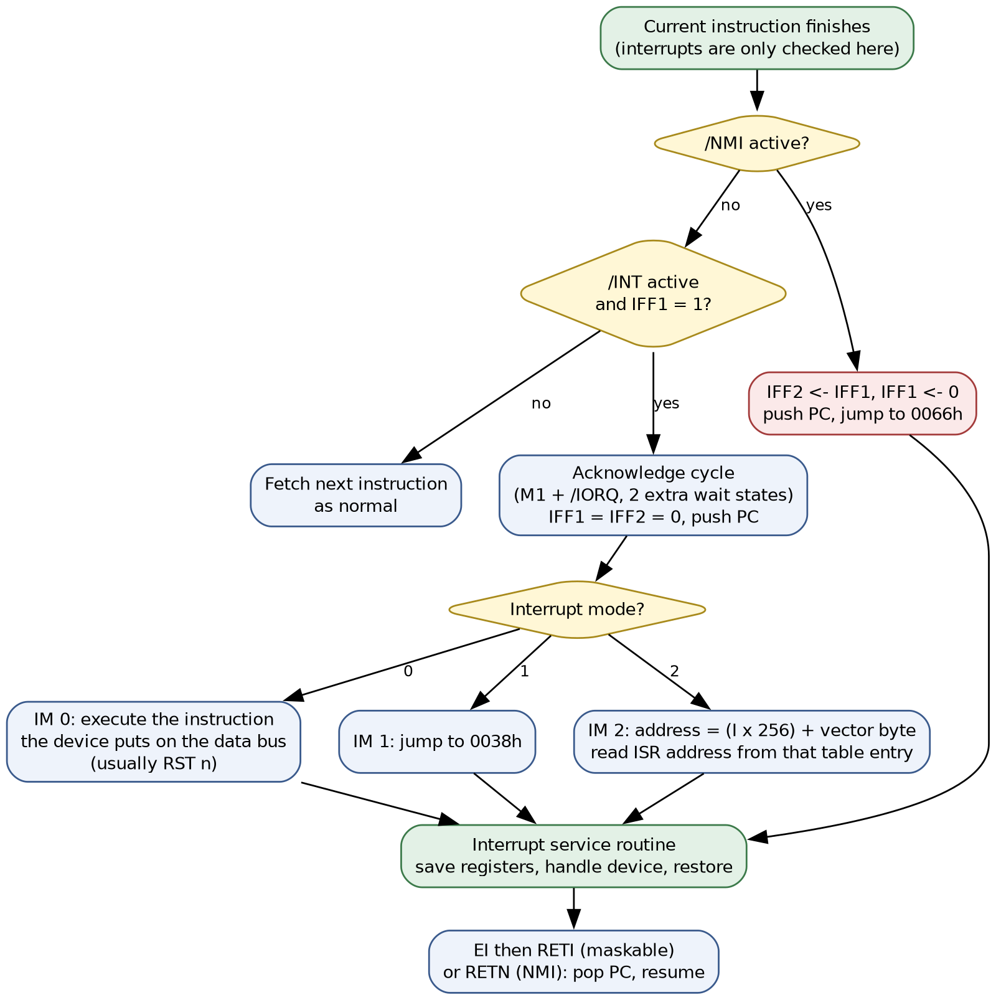 Current instruction finishes
(interrupts are only checked here)
/NMI active?
no
yes
/INT active
and IFF1 = 1?
IFF2 <- IFF1, IFF1 <- 0
push PC, jump to 0066h
no
yes
Fetch next instruction
as normal
Acknowledge cycle
(M1 + /IORQ, 2 extra wait states)
IFF1 = IFF2 = 0, push PC
Interrupt mode?
0
1
2
IM 0: execute the instruction
the device puts on the data bus
(usually RST n)
IM 1: jump to 0038h
IM 2: address = (I x 256) + vector byte
read ISR address from that table entry
Interrupt service routine
save registers, handle device, restore
EI then RETI (maskable)
or RETN (NMI): pop PC, resume